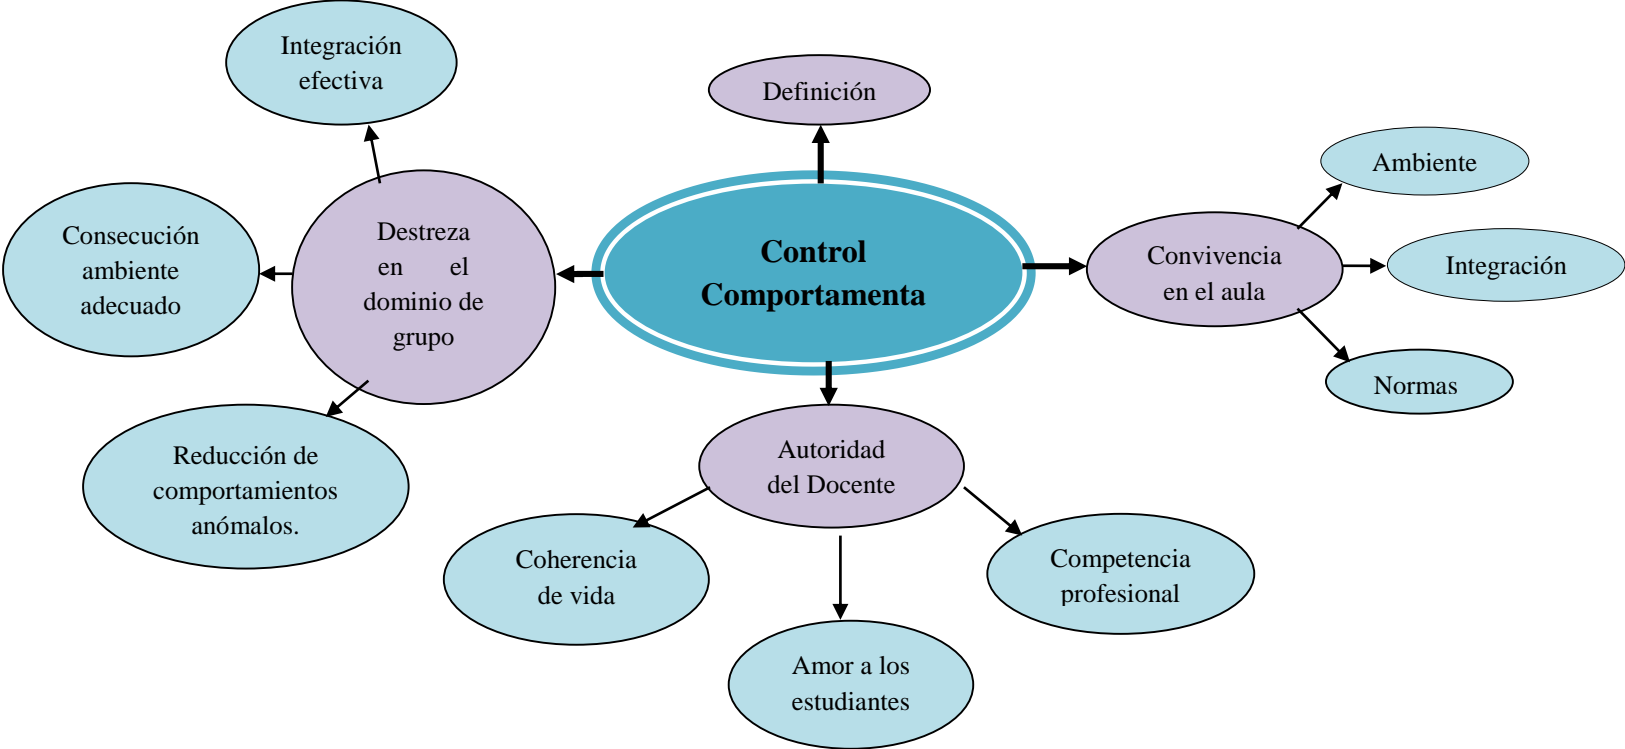 Integración
efectiva
Definición
Ambiente
Consecución
ambiente
adecuado
Destreza
en el
dominio de
grupo
Control
Comportamenta
Convivencia
en el aula
Integración
Normas
Reducción de
comportamientos
anómalos.
Autoridad
del Docente
Coherencia
de vida
Competencia
profesional
Amor a los
estudiantes